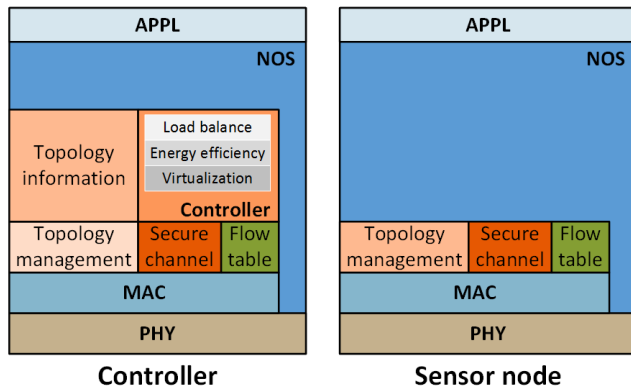 APPL
NOS
Topology
information
Load balance
Energy efficiency
Virtualization
Controller
Topology
management
Secure
channel
Flow
table
MAC
PHY
Controller
APPL
NOS
Topology
management
Secure
channel
Flow
table
MAC
PHY
Sensor node